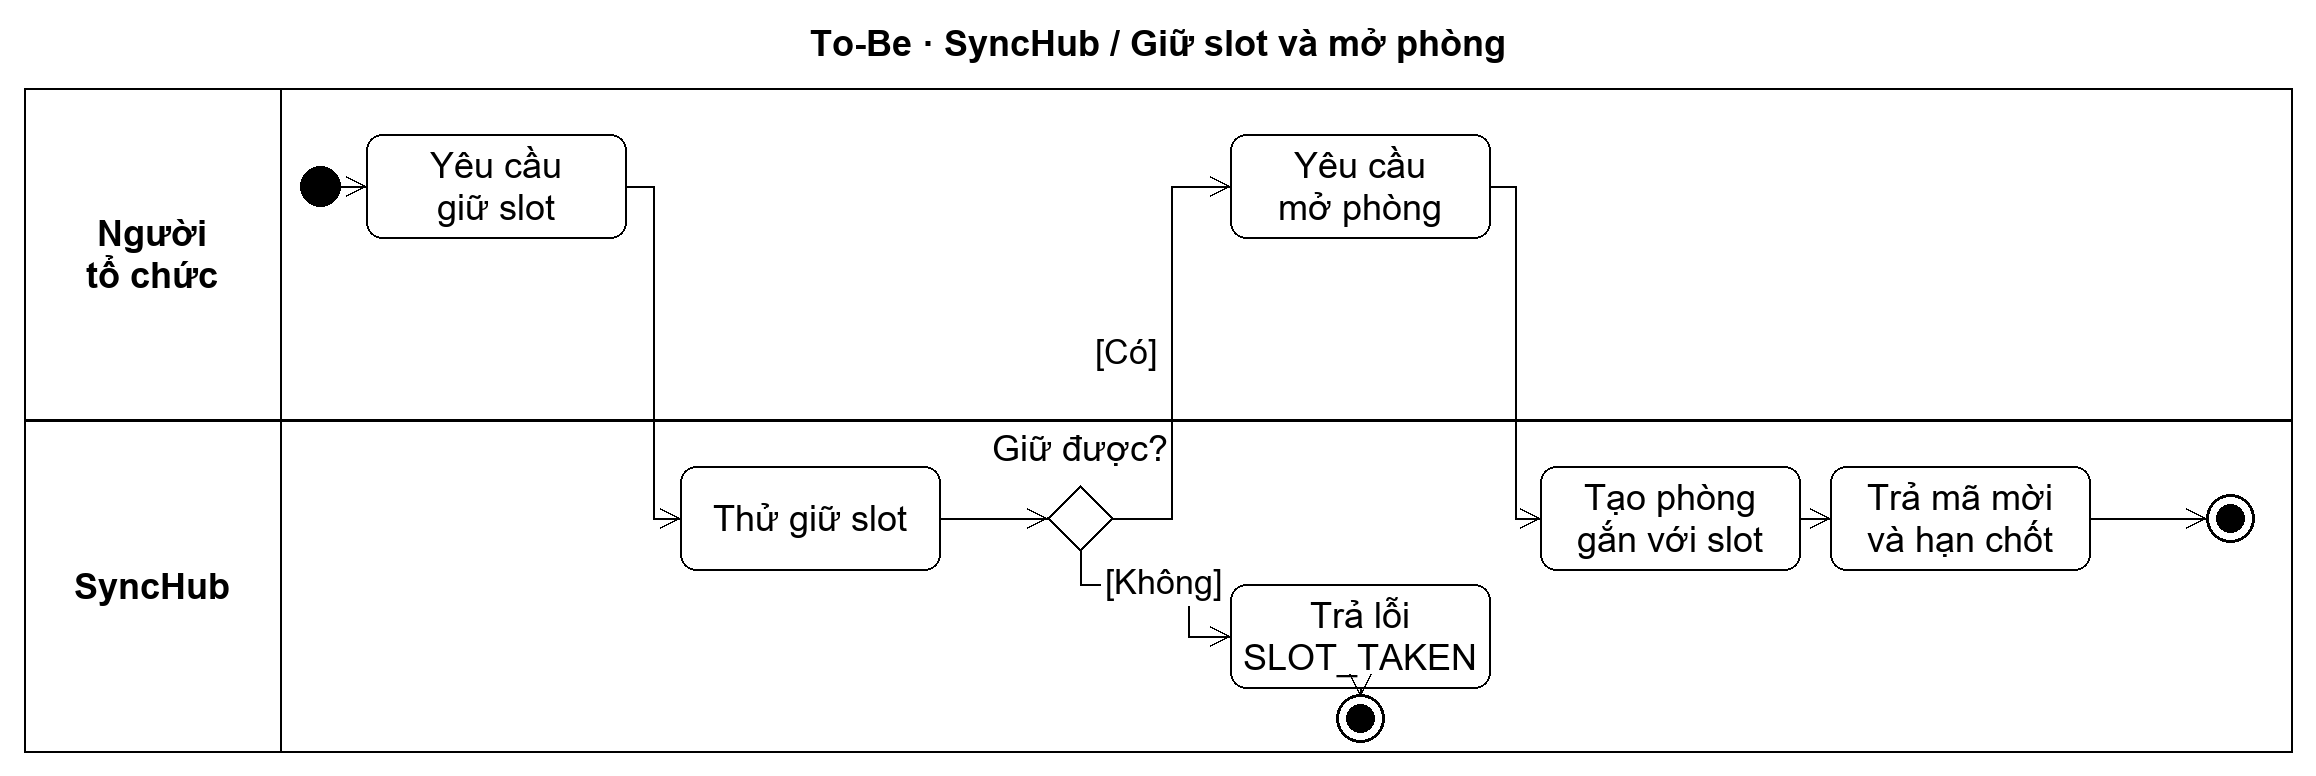 To-Be · SyncHub / Giữ slot và mở phòng
Người
tổ chức
Yêu cầu
giữ slot
Yêu cầu
mở phòng
[Có]
SyncHub
Giữ được?
Thử giữ slot
[Không]
Trả lỗi
SLOT_TAKEN
Tạo phòng
gắn với slot
Trả mã mời
và hạn chốt